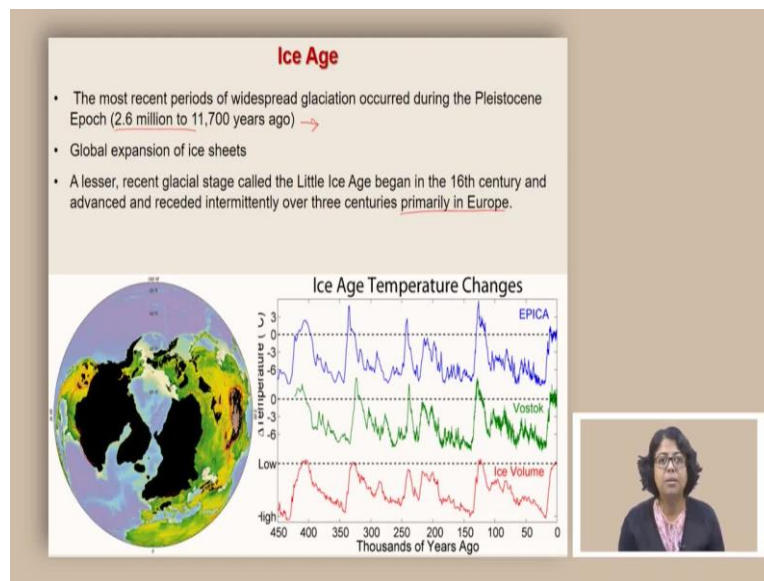 Ice Age
• The most recent periods of widespread glaciation occurred during the Pleistocene
Epoch (2.6 million to 11,700 years ago)
• Global expansion of ice sheets
• A lesser, recent glacial stage called the Little Ice Age began in the 16th century and
advanced and receded intermittently over three centuries primarily in Europe.
Ice Age Temperature Changes
ΔTemperature (°C)
3
0
-3
-6
EPICA
0
-3
-6
Vostok
Low
High
Ice Volume
450 400 350 300 250 200 150 100 50 0
Thousands of Years Ago